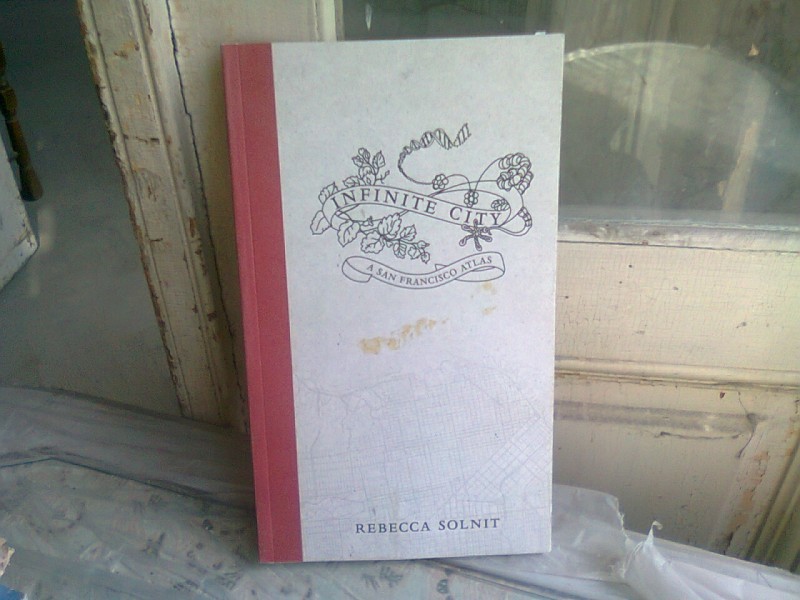 INFINITE CITY
A SAN FRANCISCO ATLAS
REBECCA SOLNIT